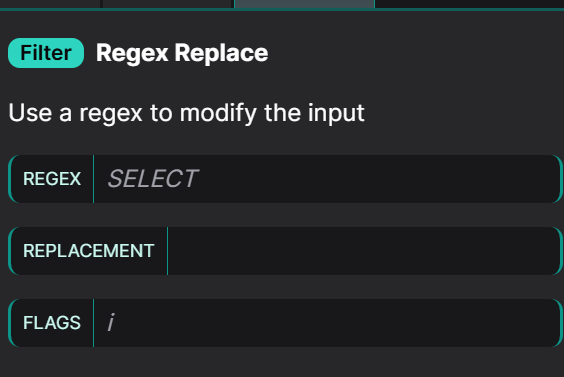 Filter Regex Replace
Use a regex to modify the input
REGEX SELECT
REPLACEMENT
FLAGS i